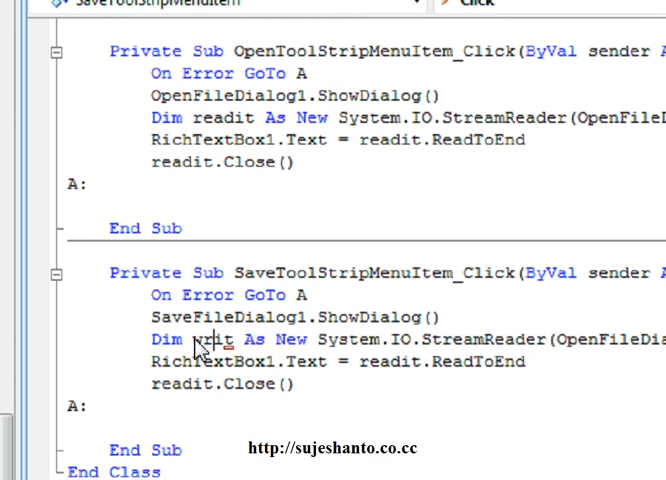 SaveToolStripMenuItem Click
Private Sub OpenToolStripMenuItem_Click(ByVal sender A
On Error GoTo A
OpenFileDialog1.ShowDialog()
Dim readit As New System.IO.StreamReader(OpenFileD
RichTextBox1.Text = readit.ReadToEnd
readit.Close()
A:
End Sub
Private Sub SaveToolStripMenuItem_Click(ByVal sender A
On Error GoTo A
SaveFileDialog1.ShowDialog()
Dim writ As New System.IO.StreamReader(OpenFileDia
RichTextBox1.Text = readit.ReadToEnd
readit.Close()
A:
End Sub
http://sujeshanto.co.cc
End Class